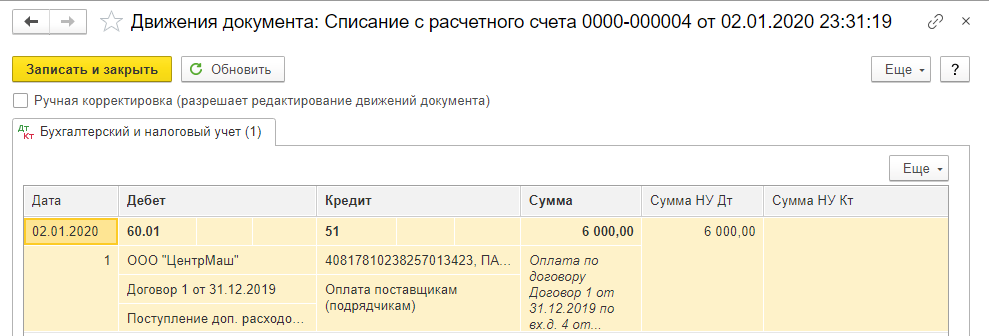 Движения документа: Списание с расчетного счета 0000-000004 от 02.01.2020 23:31:19
Записать и закрыть Обновить Еще ?
Ручная корректировка (разрешает редактирование движений документа)
Дт Кт Бухгалтерский и налоговый учет (1)
Еще
Дата Дебет Кредит Сумма Сумма НУ Дт Сумма НУ Кт
02.01.2020 60.01 51 6 000,00 6 000,00
1 ООО "ЦентрМаш" 40817810238257013423, ПА... Оплата по
договору
Договор 1 от 31.12.2019 Оплата поставщикам Договор 1 от
(подрядчикам) 31.12.2019 по
Поступление доп. расходо... вх.д. 4 от...